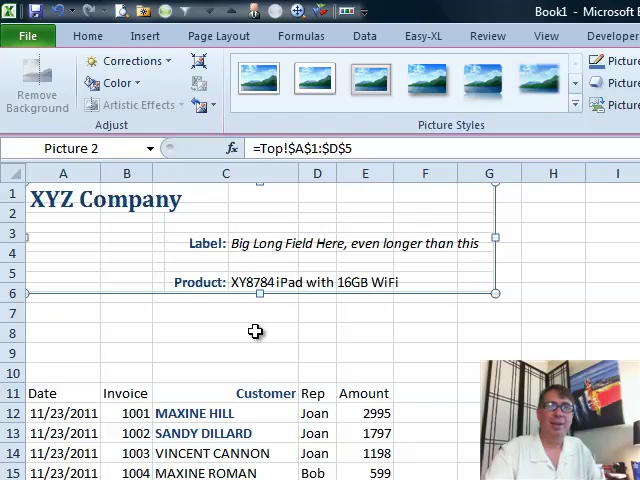 Book1 - Microsoft E
File Home Insert Page Layout Formulas Data Easy-XL Review View Developer
Remove Background
Corrections
Color
Artistic Effects
Adjust
Picture Styles
Pictur
Pictur
Pictur
Picture 2 fx =Top!$A$1:$D$5
A B C D E F G H I
1 XYZ Company
2
3 Label: Big Long Field Here, even longer than this
4
5 Product: XY8784 iPad with 16GB WiFi
6
7
8
9
10
11 Date Invoice Customer Rep Amount
12 11/23/2011 1001 MAXINE HILL Joan 2995
13 11/23/2011 1002 SANDY DILLARD Joan 1797
14 11/23/2011 1003 VINCENT CANNON Joan 1198
15 11/23/2011 1004 MAXINE ROMAN Bob 599